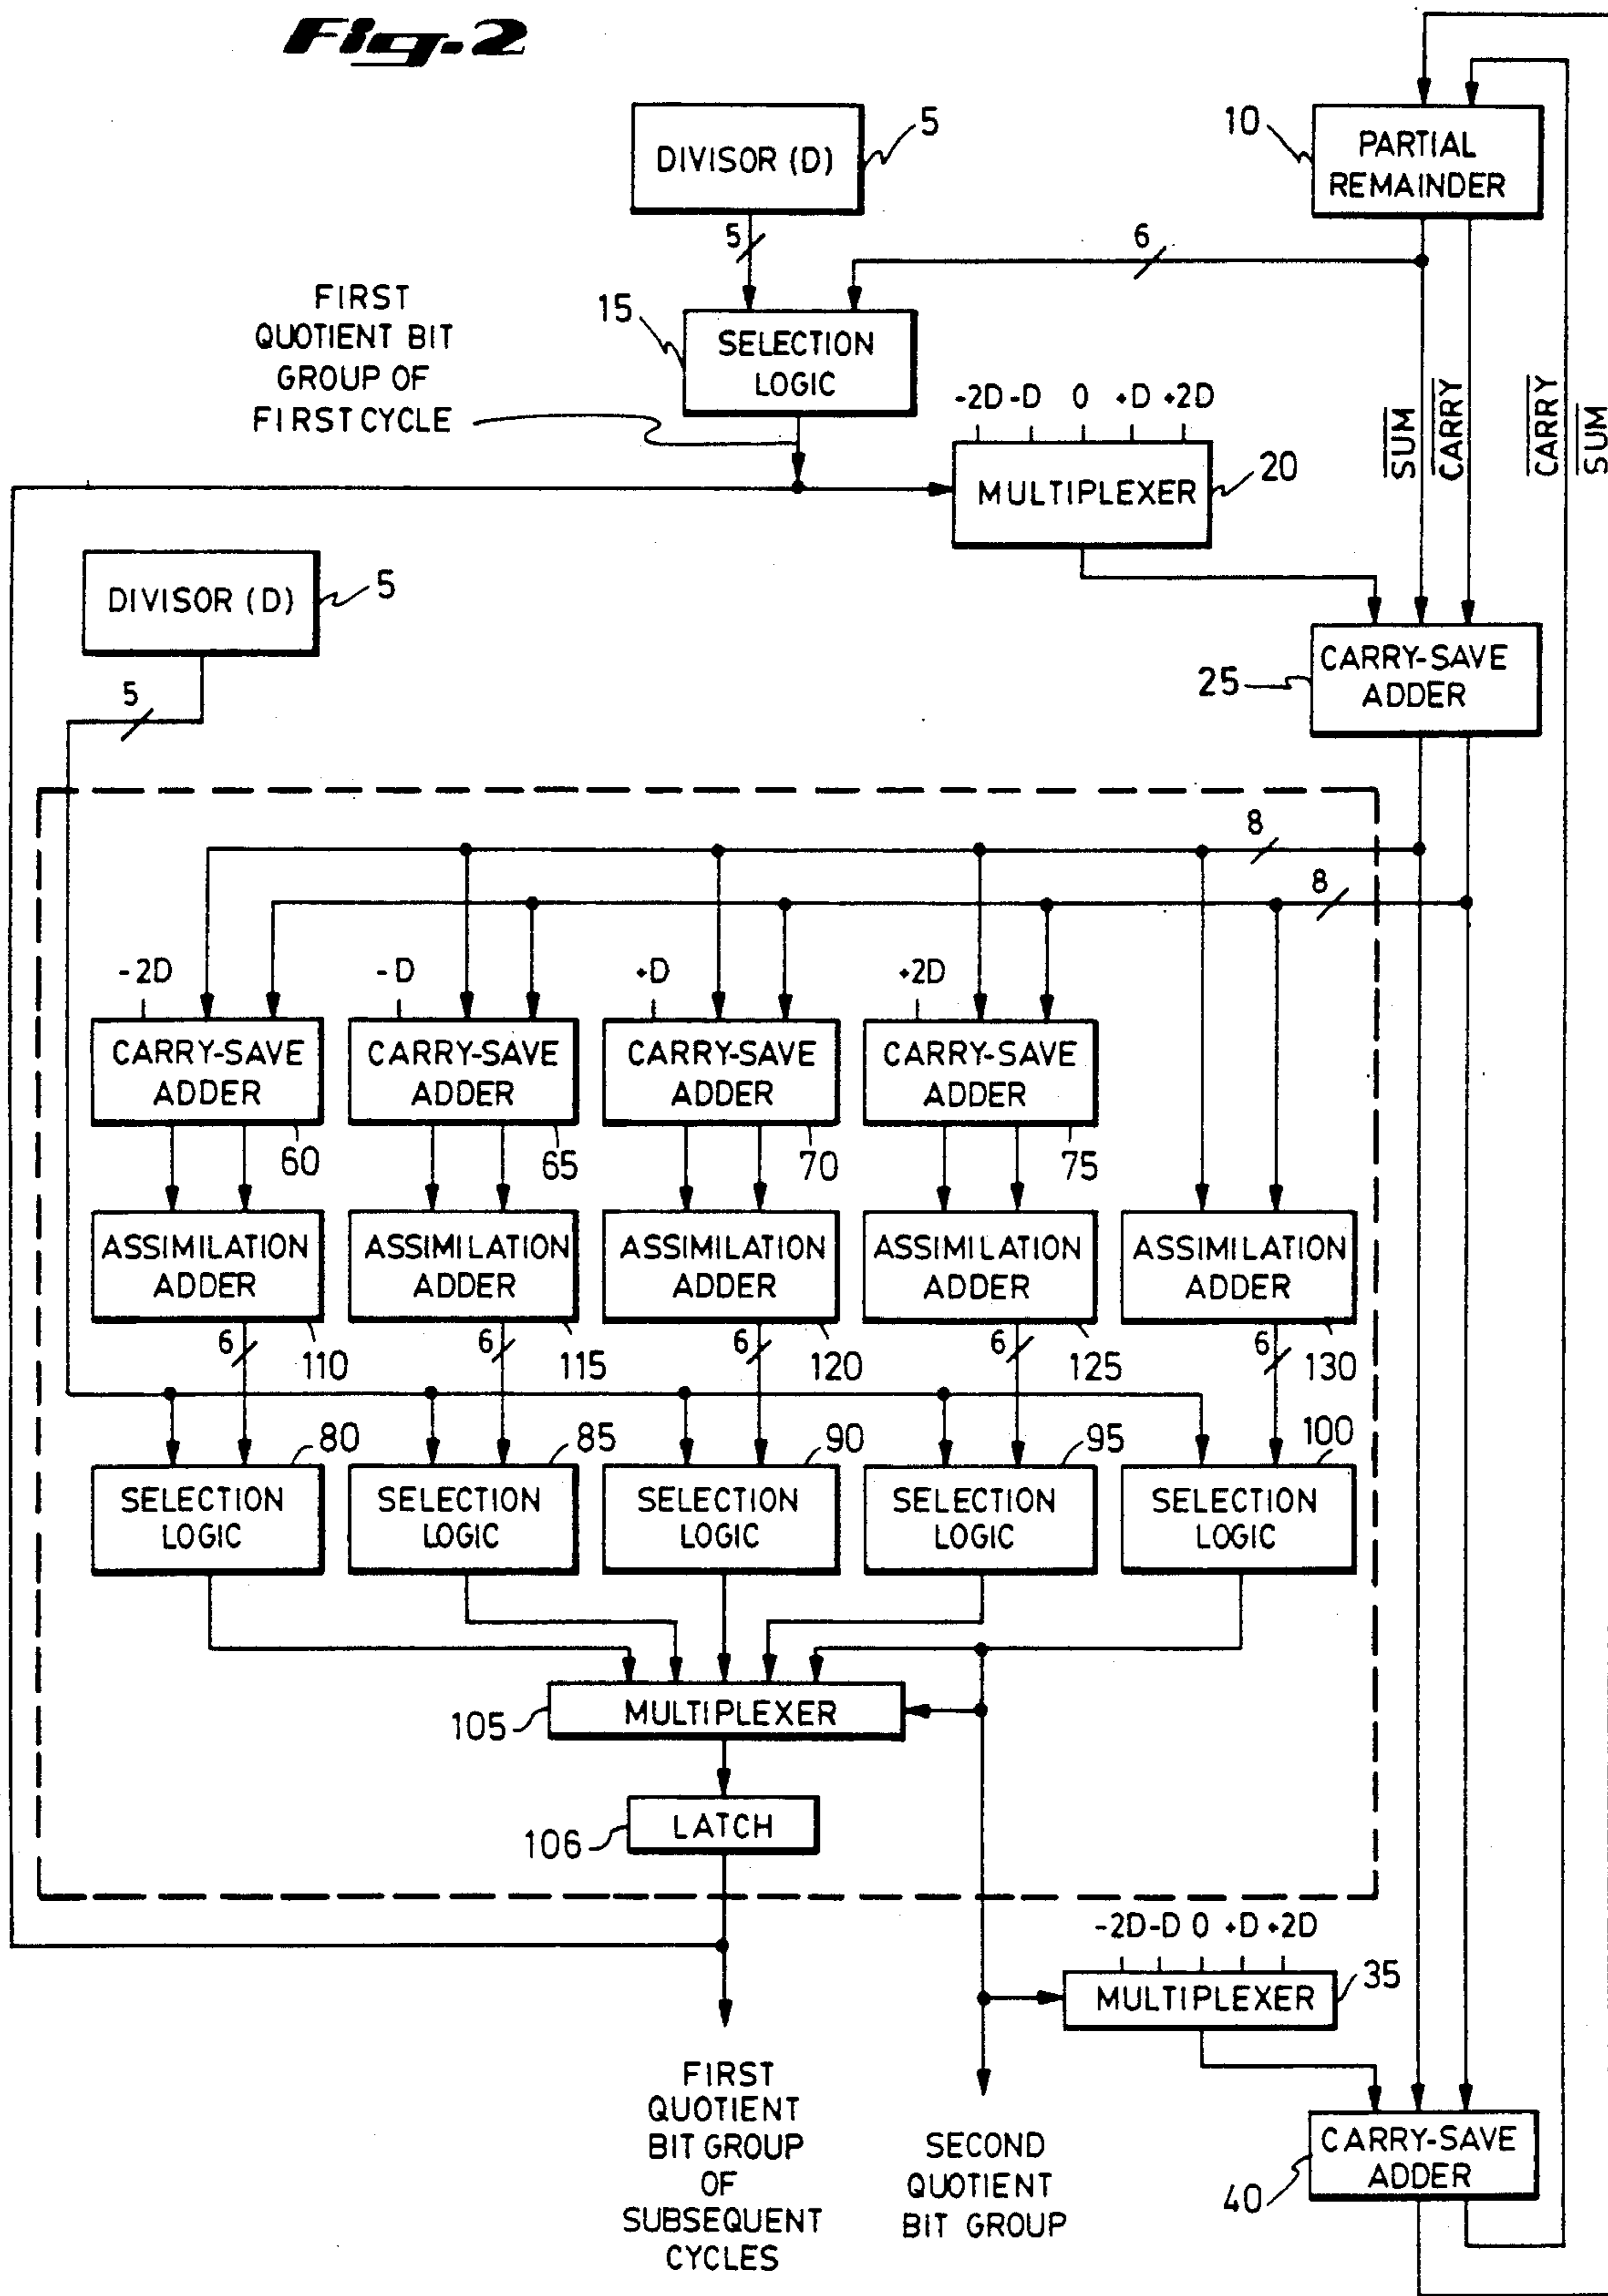 Fig. 2
DIVISOR (D)
5
10
PARTIAL
REMAINDER
5
6
FIRST
QUOTIENT BIT
GROUP OF
FIRST CYCLE
15
SELECTION
LOGIC
-2D -D 0 +D +2D
MULTIPLEXER
20
SUM
CARRY
CARRY
SUM
DIVISOR (D)
5
5
25
CARRY-SAVE
ADDER
8
8
-2D
-D
+D
+2D
CARRY-SAVE
ADDER
60
CARRY-SAVE
ADDER
65
CARRY-SAVE
ADDER
70
CARRY-SAVE
ADDER
75
ASSIMILATION
ADDER
ASSIMILATION
ADDER
ASSIMILATION
ADDER
ASSIMILATION
ADDER
ASSIMILATION
ADDER
6
110
6
115
6
120
6
125
6
130
80
85
90
95
100
SELECTION
LOGIC
SELECTION
LOGIC
SELECTION
LOGIC
SELECTION
LOGIC
SELECTION
LOGIC
105
MULTIPLEXER
106
LATCH
-2D -D 0 +D +2D
MULTIPLEXER
35
FIRST
QUOTIENT
BIT GROUP
OF
SUBSEQUENT
CYCLES
SECOND
QUOTIENT
BIT GROUP
40
CARRY-SAVE
ADDER